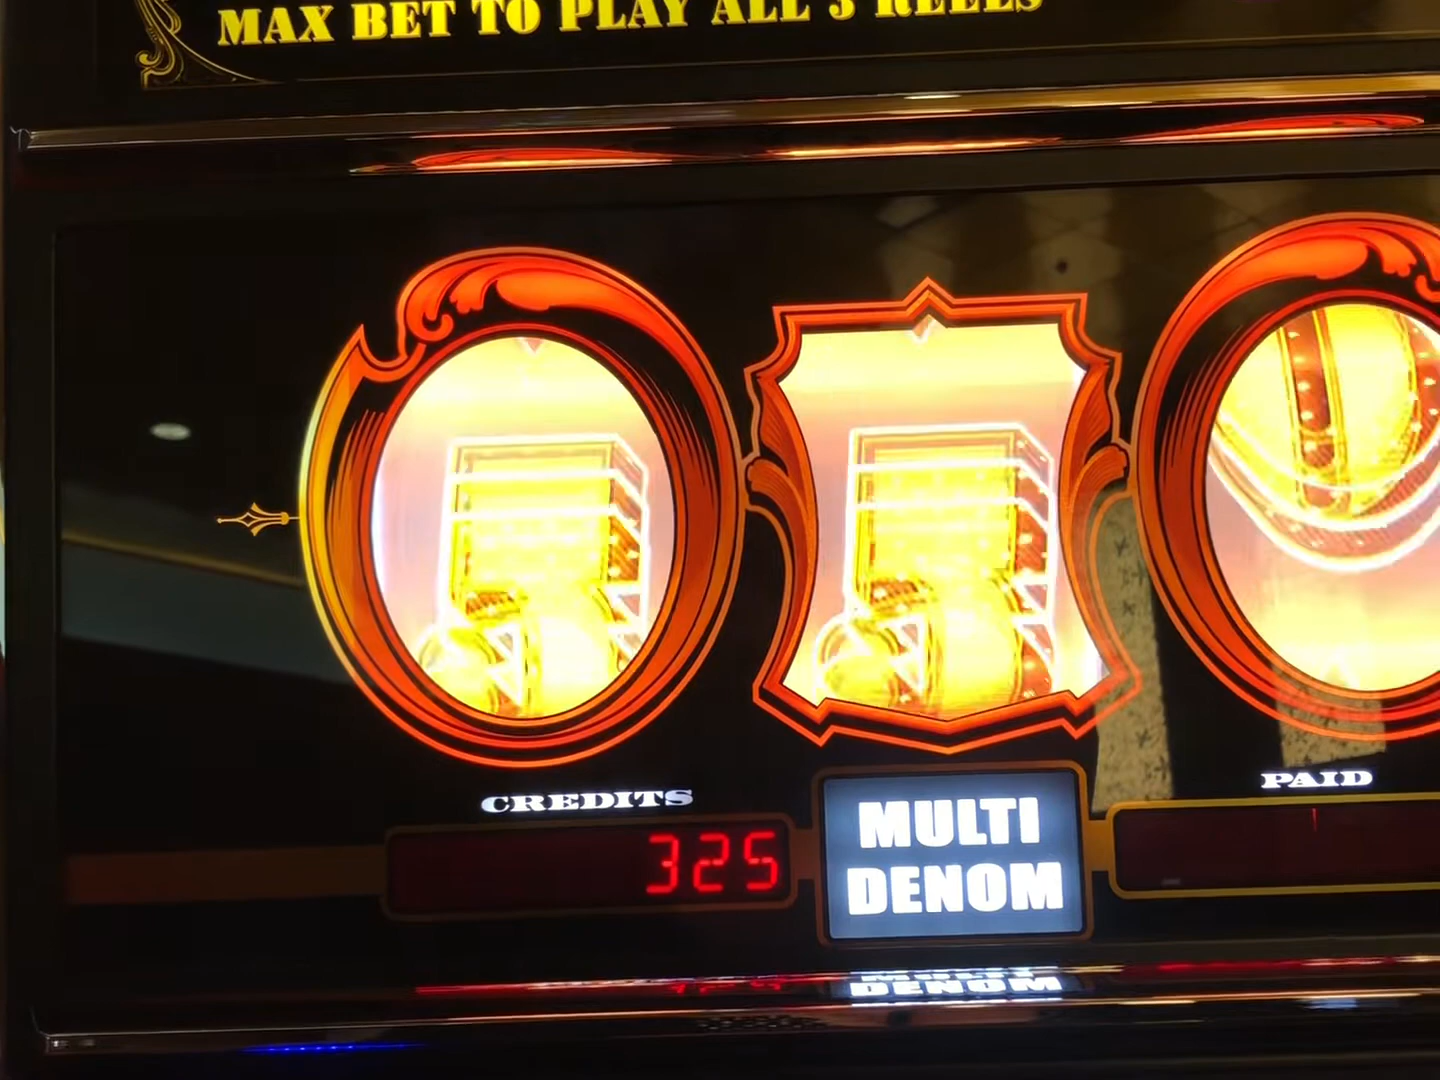 MAX BET TO PLAY ALL 3 REELS
CREDITS
325
MULTI
DENOM
PAID